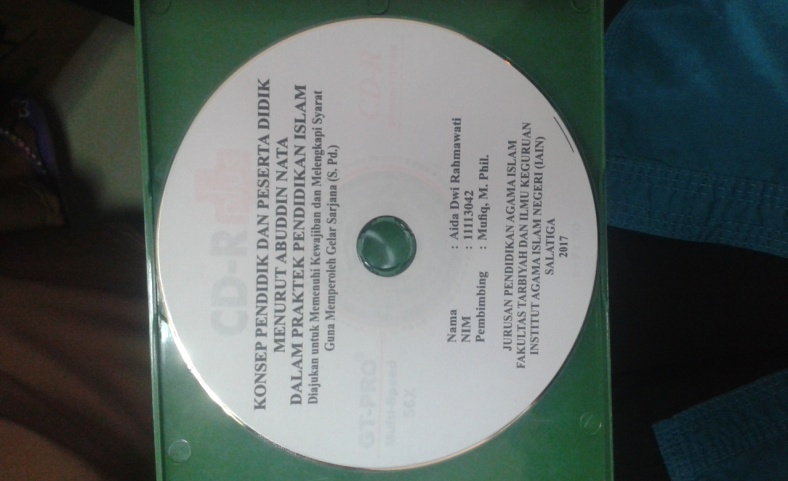 KONSEP PENDIDIK DAN PESERTA DIDIK
MENURUT ABUDDIN NATA
DALAM PRAKTEK PENDIDIKAN ISLAM
Diajukan untuk Memenuhi Kewajiban dan Melengkapi Syarat
Guna Memperoleh Gelar Sarjana (S. Pd.)
CD-R
GT-PRO®
Multi-Speed
56X
CD-R
Nama : Aida Dwi Rahmawati
NIM : 11113042
Pembimbing : Mufiq, M. Phil.
JURUSAN PENDIDIKAN AGAMA ISLAM
FAKULTAS TARBIYAH DAN ILMU KEGURUAN
INSTITUT AGAMA ISLAM NEGERI (IAIN)
SALATIGA
2017